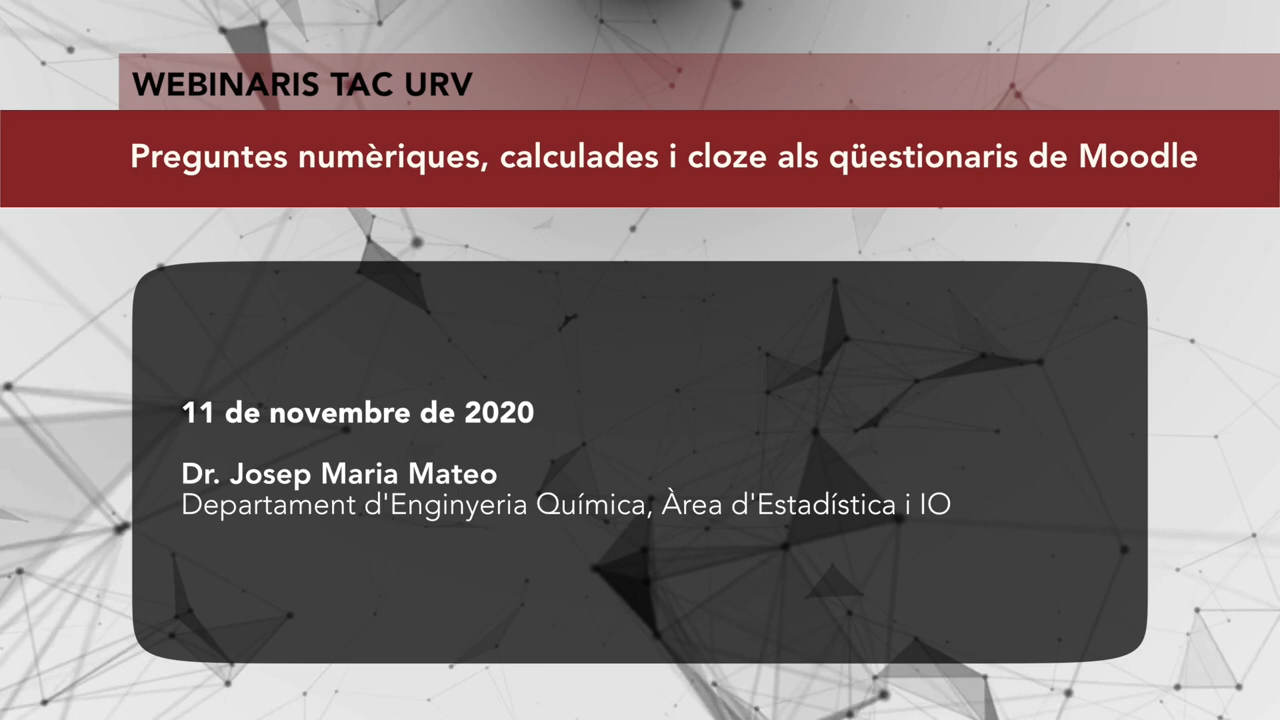 WEBINARIS TAC URV
Preguntes numèriques, calculades i cloze als qüestionaris de Moodle
11 de novembre de 2020
Dr. Josep Maria Mateo
Departament d'Enginyeria Química, Àrea d'Estadística i IO